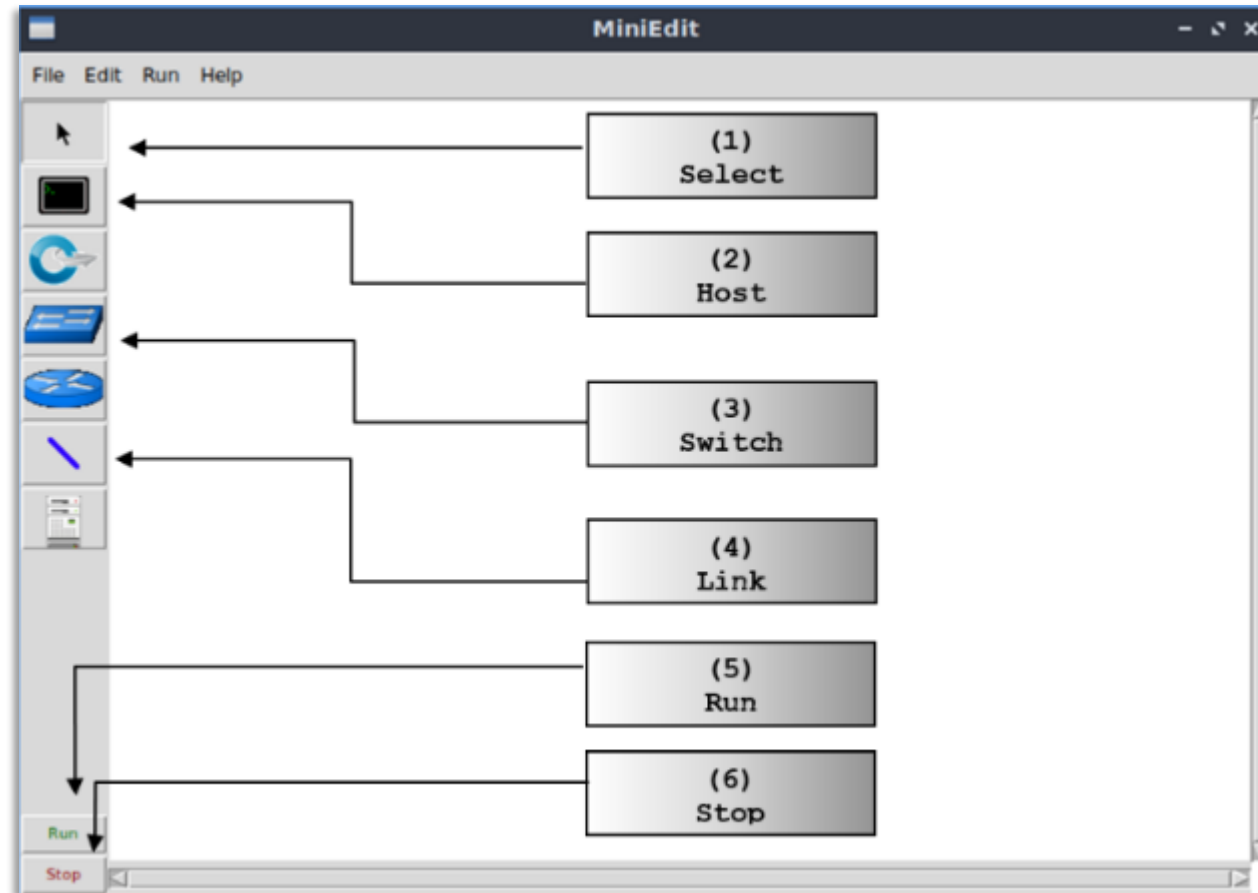 MiniEdit
File Edit Run Help
(1)
Select
(2)
Host
(3)
Switch
(4)
Link
(5)
Run
(6)
Stop
Run
Stop